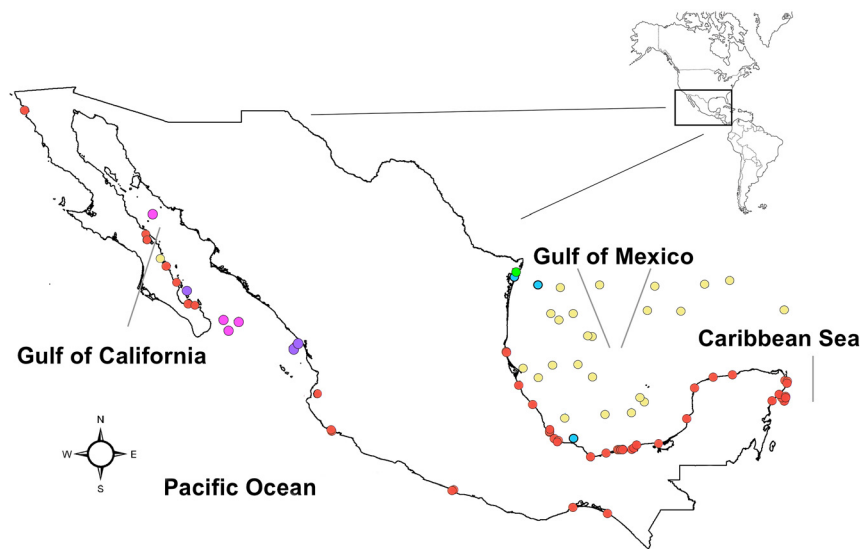 Gulf of Mexico
Caribbean Sea
Gulf of California
N
W
E
S
Pacific Ocean